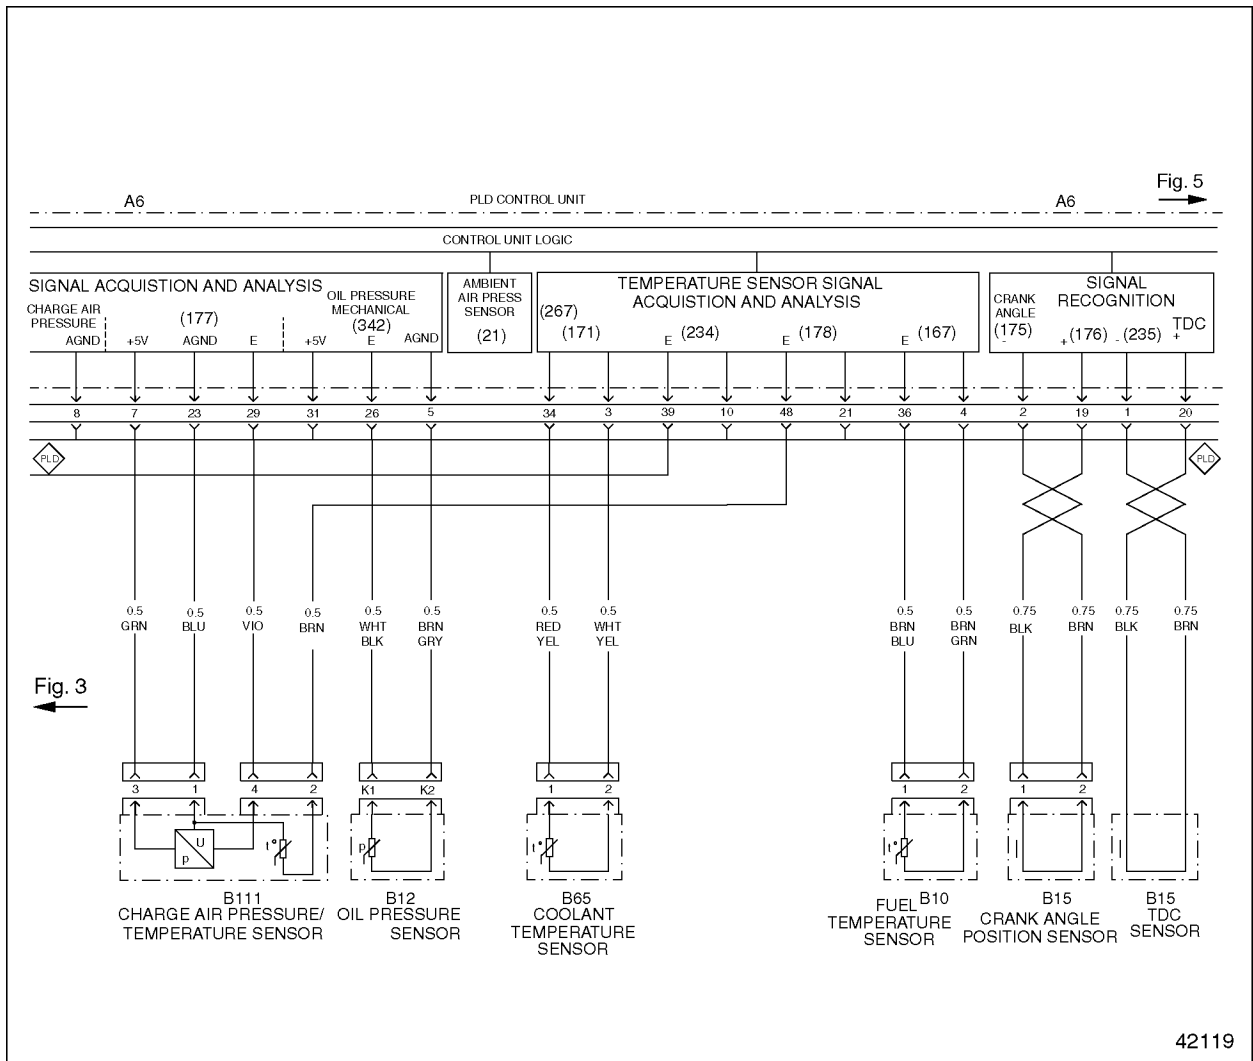 Fig. 5
A6 PLD CONTROL UNIT A6
CONTROL UNIT LOGIC
SIGNAL ACQUISTION AND ANALYSIS
CHARGE AIR
PRESSURE
(177)
OIL PRESSURE
MECHANICAL
(342)
AGND +5V AGND E +5V E AGND
AMBIENT
AIR PRESS
SENSOR
(21)
TEMPERATURE SENSOR SIGNAL
ACQUISTION AND ANALYSIS
(267)
(171) (234) (178) (167)
E E E
SIGNAL
RECOGNITION
CRANK
ANGLE
(175) (176) (235) TDC
- + - +
8 7 23 29 31 26 5 34 3 39 10 48 21 36 4 2 19 1 20
PLD PLD
0.5 0.5 0.5 0.5 0.5 0.5 0.5 0.5 0.5 0.5 0.75 0.75 0.75 0.75
GRN BLU VIO BRN WHT BRN RED WHT BRN BRN BLK BRN BLK BRN
BLK GRY YEL YEL BLU GRN
Fig. 3
3 1 4 2 K1 K2 1 2 1 2 1 2
U
p
t°
p
t°
t°
1 2
B111
CHARGE AIR PRESSURE/
TEMPERATURE SENSOR
B12
OIL PRESSURE
SENSOR
B65
COOLANT
TEMPERATURE
SENSOR
B10
FUEL
TEMPERATURE
SENSOR
B15
CRANK ANGLE
POSITION SENSOR
B15
TDC
SENSOR
42119